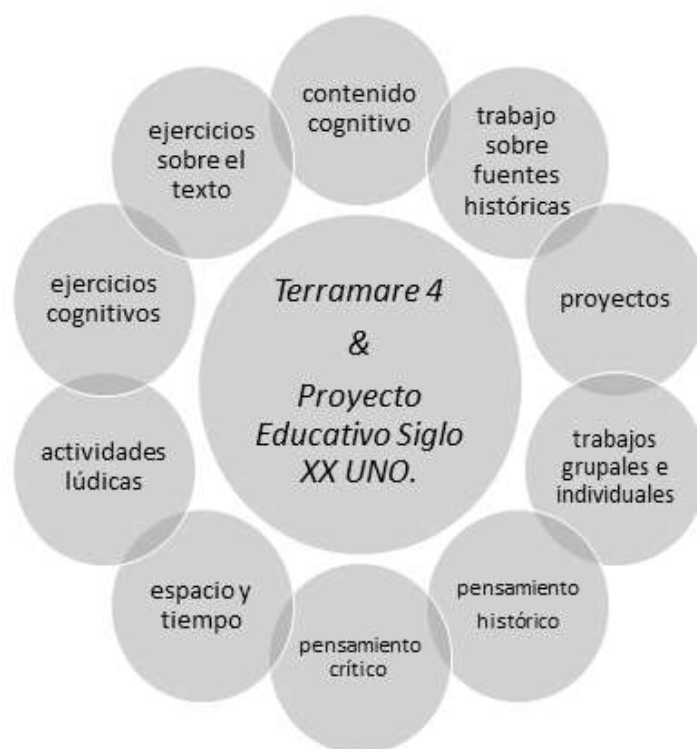 Terramare 4
&
Proyecto
Educativo Siglo
XX UNO.
contenido
cognitivo
trabajo
sobre
fuentes
históricas
proyectos
trabajos
grupales e
individuales
pensamiento
histórico
pensamiento
crítico
espacio y
tiempo
actividades
lúdicas
ejercicios
cognitivos
ejercicios
sobre el
texto